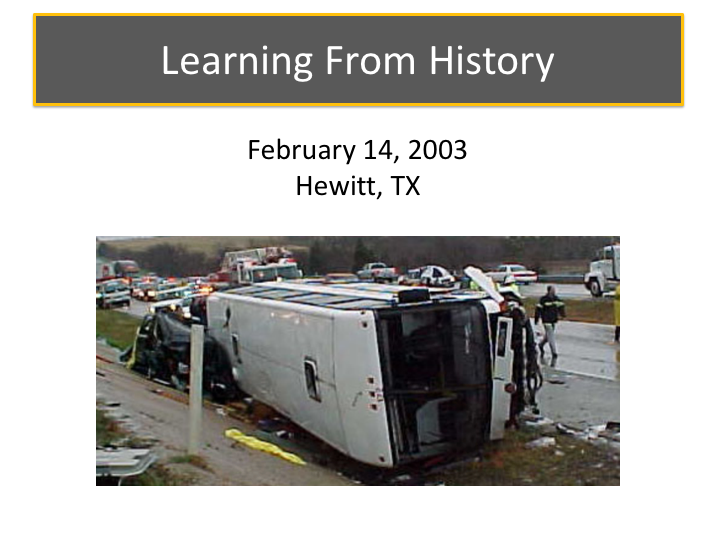 Learning From History
February 14, 2003
Hewitt, TX